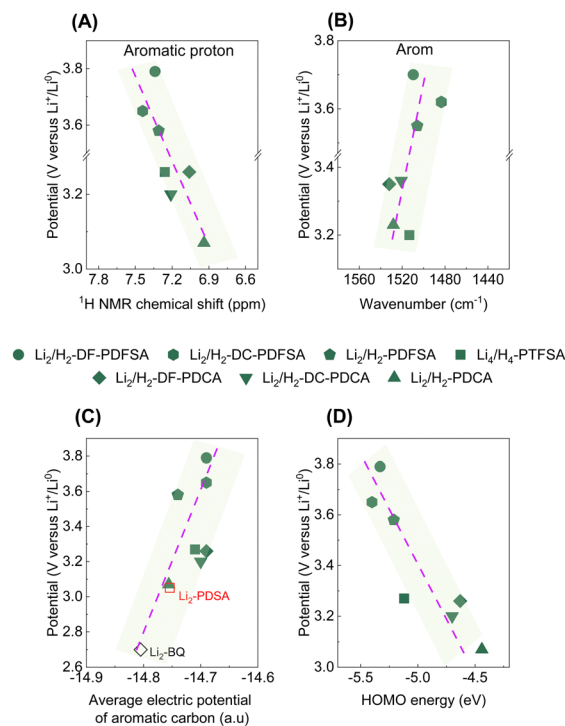 (A)
Aromatic proton
Potential (V versus Li⁺/Li⁰)
3.8
3.6
3.2
3.0
7.8 7.5 7.2 6.9 6.6
¹H NMR chemical shift (ppm)
(B)
Arom
Potential (V versus Li⁺/Li⁰)
3.8
3.6
3.4
3.2
1560 1520 1480 1440
Wavenumber (cm⁻¹)
Li₂/H₂-DF-PDFSA Li₂/H₂-DC-PDFSA Li₂/H₂-PDFSA Li₄/H₄-PTFSA
Li₂/H₂-DF-PDCA Li₂/H₂-DC-PDCA Li₂/H₂-PDCA
(C)
Potential (V versus Li⁺/Li⁰)
3.8
3.6
3.4
3.2
3.0
2.8
2.6
Li₂-PDSA
Li₂-BQ
-14.9 -14.8 -14.7 -14.6
Average electric potential
of aromatic carbon (a.u)
(D)
Potential (V versus Li⁺/Li⁰)
4.0
3.8
3.6
3.4
3.2
3.0
-5.5 -5.0 -4.5
HOMO energy (eV)